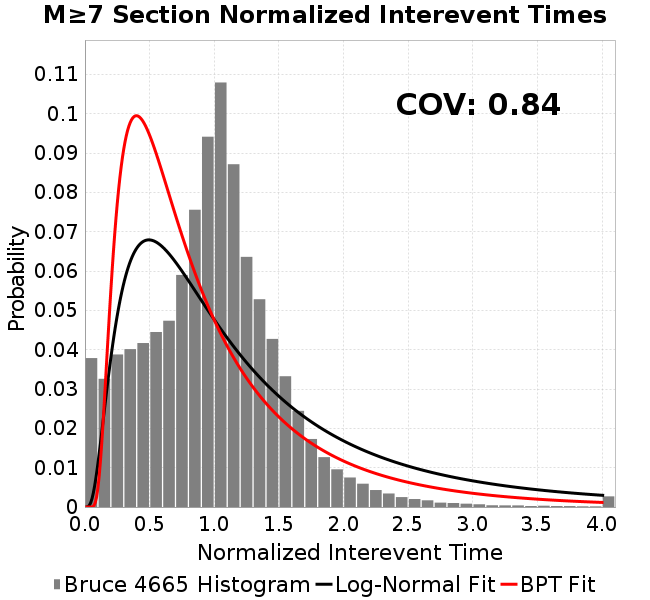 M≥7 Section Normalized Interevent Times
COV: 0.84
Probability
0.11
0.1
0.09
0.08
0.07
0.06
0.05
0.04
0.03
0.02
0.01
0
0.0 0.5 1.0 1.5 2.0 2.5 3.0 3.5 4.0
Normalized Interevent Time
Bruce 4665 Histogram Log-Normal Fit BPT Fit